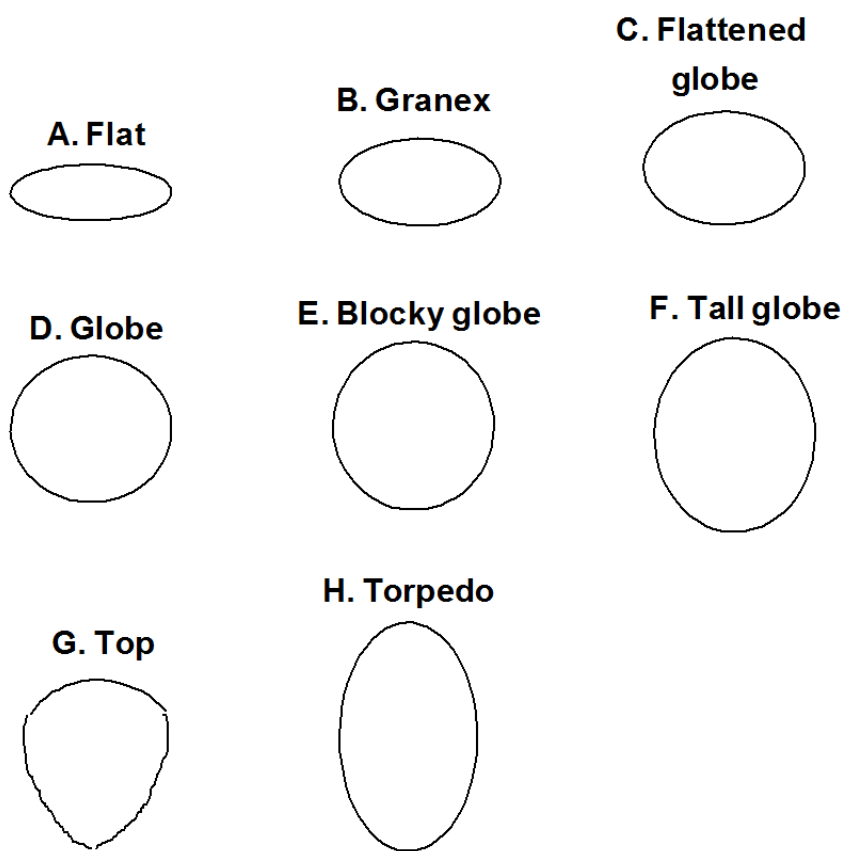 A. Flat
B. Granex
C. Flattened
globe
D. Globe
E. Blocky globe
F. Tall globe
G. Top
H. Torpedo